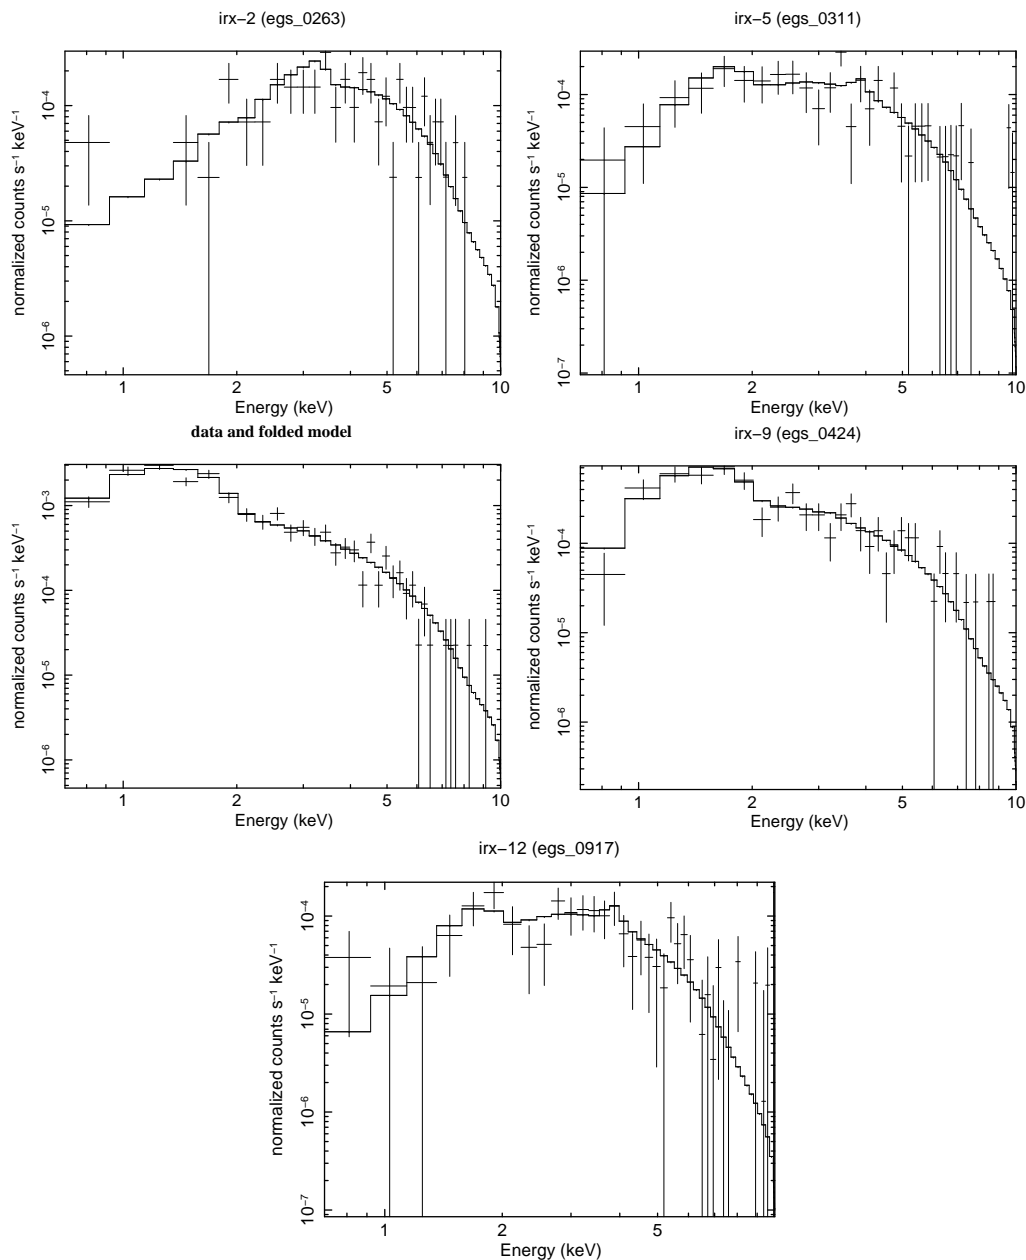 irx−2 (egs_0263)
normalized counts s⁻¹ keV⁻¹
10⁻⁴
10⁻⁵
10⁻⁶
1 2 5 10
Energy (keV)
irx−5 (egs_0311)
normalized counts s⁻¹ keV⁻¹
10⁻⁴
10⁻⁵
10⁻⁶
10⁻⁷
1 2 5 10
Energy (keV)
data and folded model
normalized counts s⁻¹ keV⁻¹
10⁻³
10⁻⁴
10⁻⁵
10⁻⁶
1 2 5 10
Energy (keV)
irx−9 (egs_0424)
normalized counts s⁻¹ keV⁻¹
10⁻⁴
10⁻⁵
10⁻⁶
1 2 5 10
Energy (keV)
irx−12 (egs_0917)
normalized counts s⁻¹ keV⁻¹
10⁻⁴
10⁻⁵
10⁻⁶
10⁻⁷
1 2 5
Energy (keV)